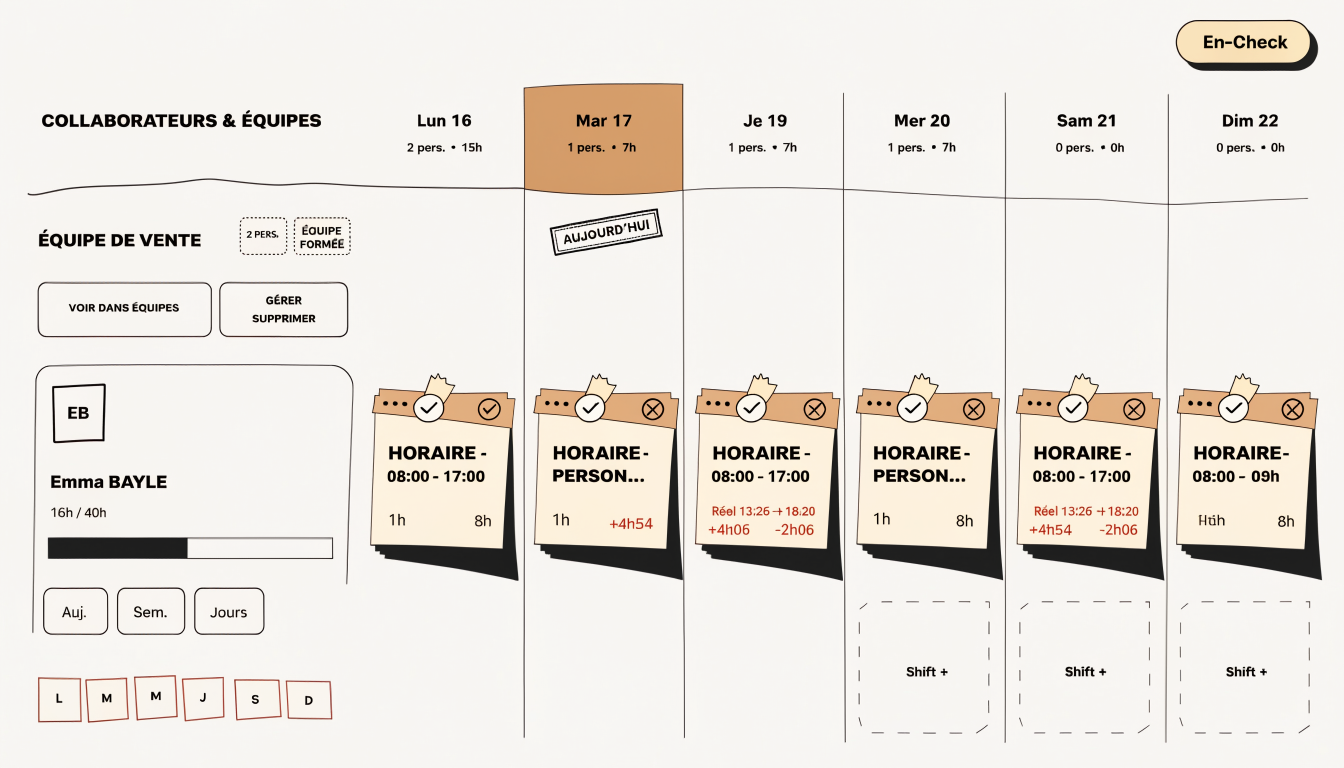 En-Check
COLLABORATEURS & ÉQUIPES
Lun 16
2 pers. • 15h
Mar 17
1 pers. • 7h
Je 19
1 pers. • 7h
Mer 20
1 pers. • 7h
Sam 21
0 pers. • 0h
Dim 22
0 pers. • 0h
ÉQUIPE DE VENTE
2 PERS.
ÉQUIPE
FORMÉE
AUJOURD'HUI
VOIR DANS ÉQUIPES
GÉRER
SUPPRIMER
EB
Emma BAYLE
16h / 40h
Auj.
Sem.
Jours
L
M
M
J
S
D
HORAIRE -
08:00 - 17:00
1h
8h
HORAIRE-
PERSON...
1h
+4h54
HORAIRE -
08:00 - 17:00
Réel 13:26 → 18:20
+4h06
-2h06
HORAIRE-
PERSON...
1h
8h
HORAIRE -
08:00 - 17:00
Réel 13:26 → 18:20
+4h54
-2h06
HORAIRE-
08:00 - 09h
8h
Shift +
Shift +
Shift +